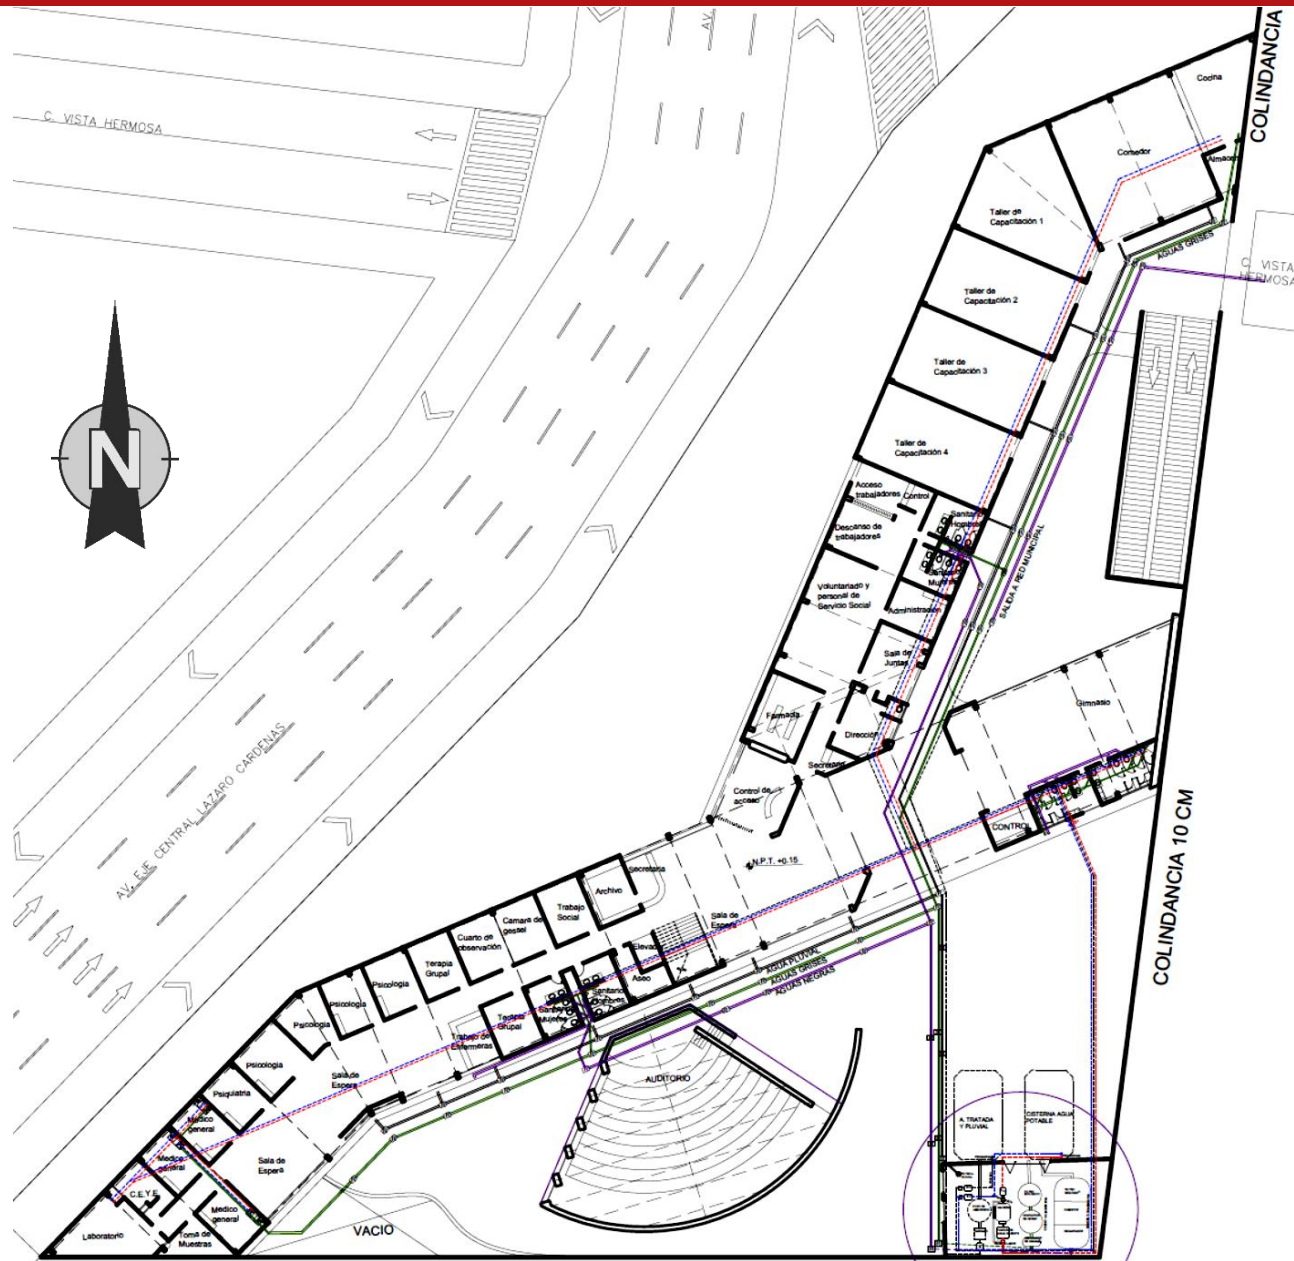 AV.
COLINDANCIA
C. VISTA HERMOSA
Cocina
Comedor
Almacen
Taller de
Capacitación 1
AGUAS GRISES
C. VISTA
HERMOSA
Taller de
Capacitación 2
Taller de
Capacitación 3
N
Taller de
Capacitación 4
Acceso
trabajadores
Control
Sanitario
Hombres
Descanso de
trabajadores
SALIDA A RED MUNICIPAL
Sanitario
Mujeres
Voluntariado y
personal de
Servicio Social
Administración
Sala de
Juntas
Gimnasio
Farmacia
Dirección
Secretaria
AV. EJE CENTRAL LAZARO CARDENAS
Control de
acceso
CONTROL
COLINDANCIA 10 CM
N.P.T. +0.15
Secretaria
Archivo
Trabajo
Social
Sala de
Espera
Camara de
gessel
Cuarto de
observación
Elevador
AGUA PLUVIAL
AGUAS GRISES
AGUAS NEGRAS
Terapia
Grupal
Aseo
Psicologia
Sanitario
Hombres
Psicologia
Terapia
Grupal
Sanitario
Mujeres
Psicologia
Trabajo de
Enfermeras
Psicologia
Sala de
Espera
AUDITORIO
Psiquiatria
Medico
general
A. TRATADA
Y PLUVIAL
CISTERNA AGUA
POTABLE
Medico
general
Sala de
Espera
C.E.Y.E
Medico
general
Laboratorio
Toma de
Muestras
VACIO